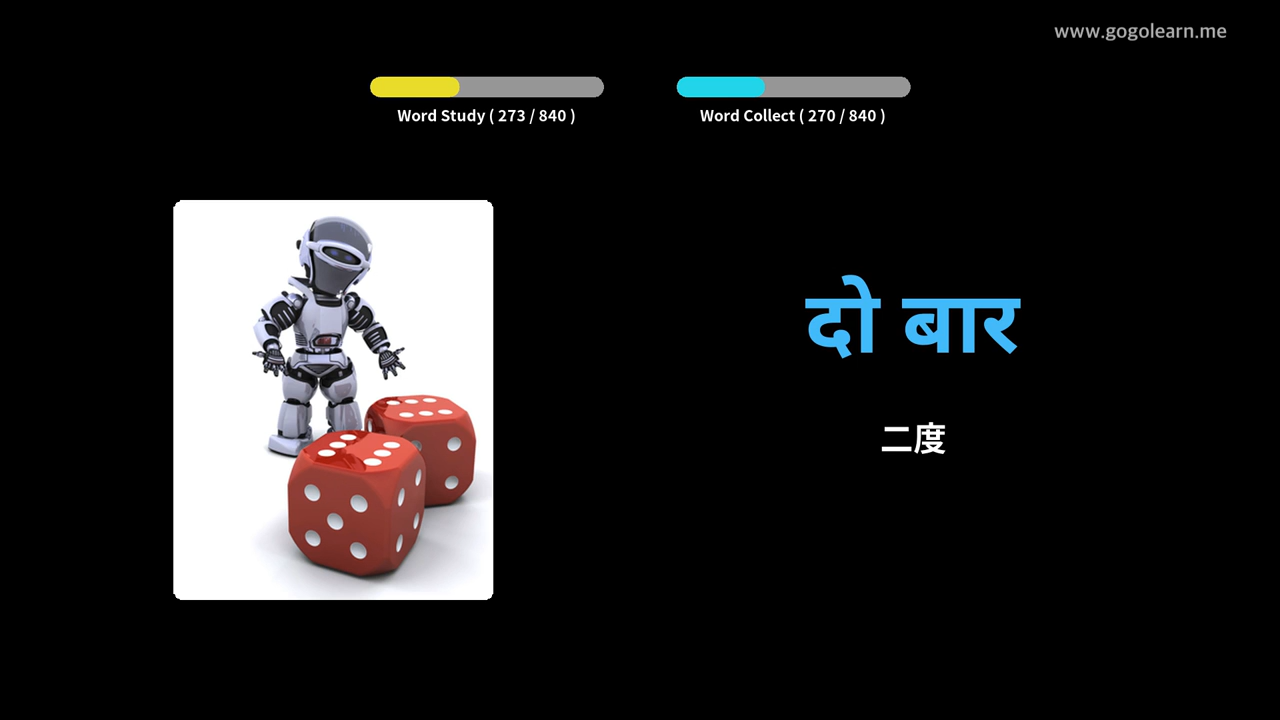 www.gogolearn.me
Word Study ( 273 / 840 )
Word Collect ( 270 / 840 )
दो बार
二度